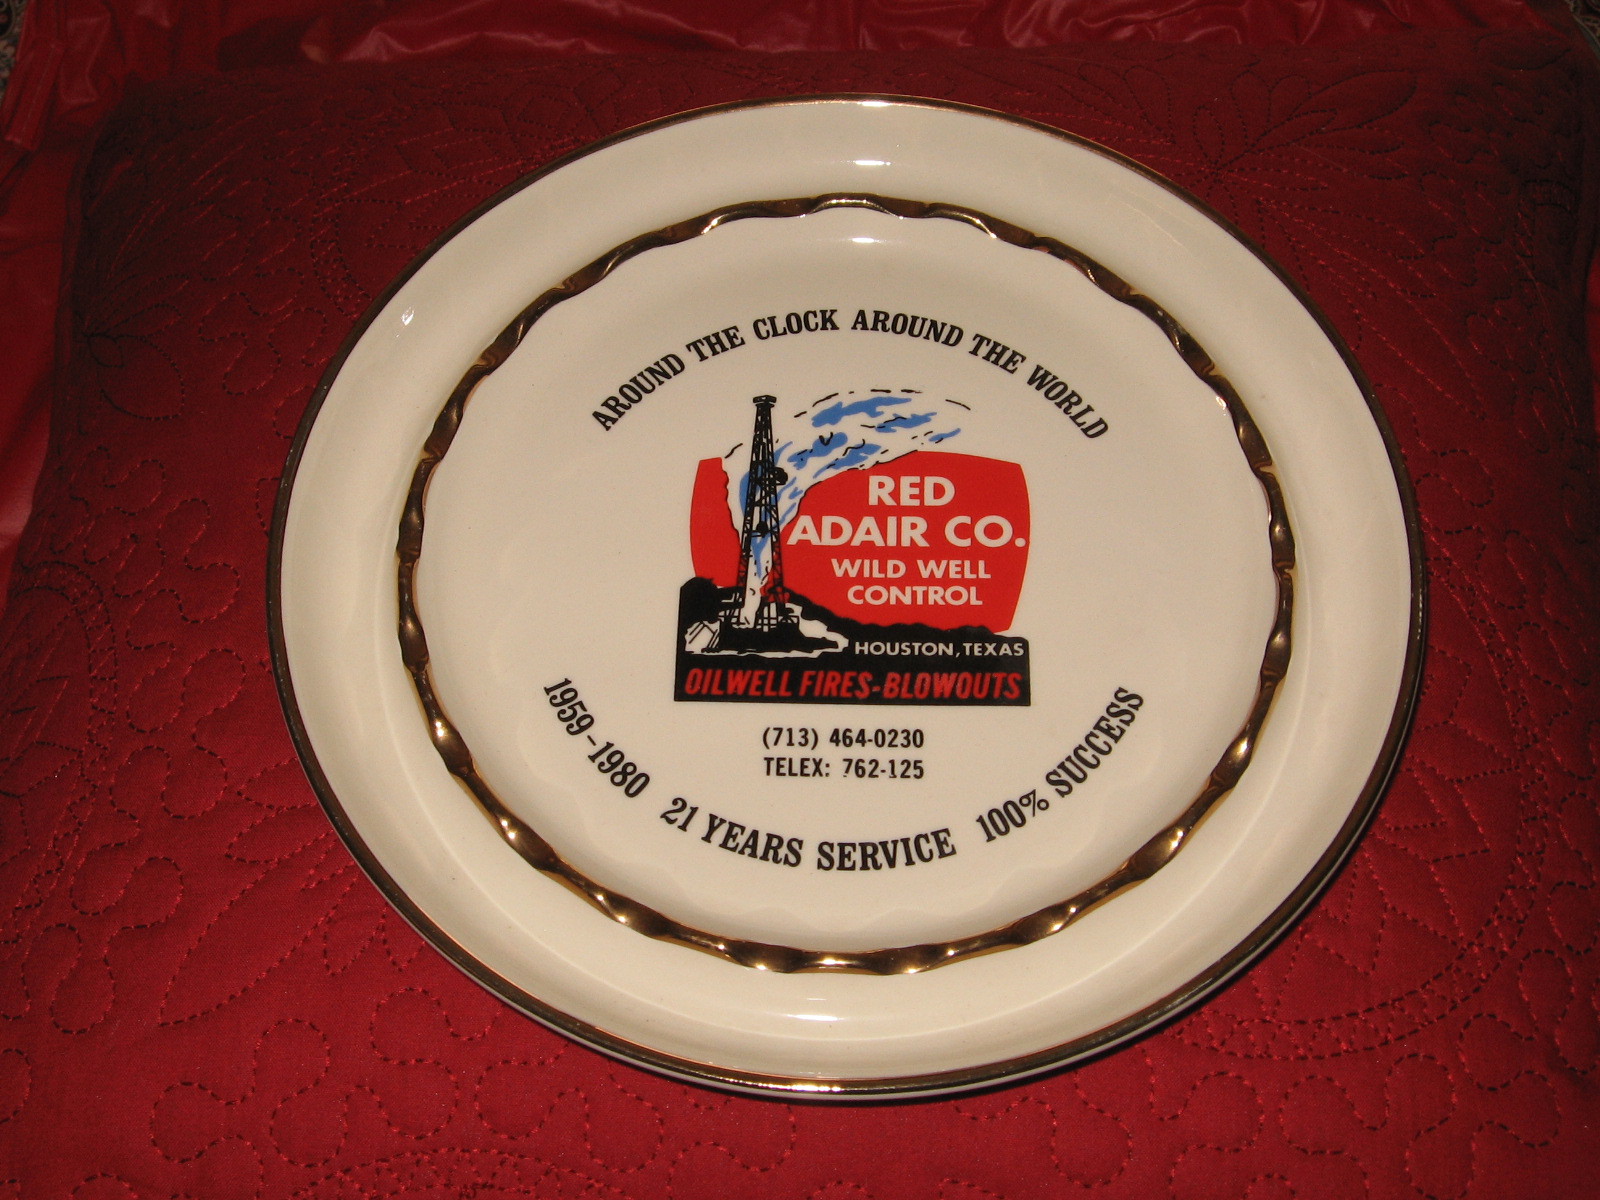 AROUND THE CLOCK AROUND THE WORLD
RED
ADAIR CO.
WILD WELL
CONTROL
HOUSTON, TEXAS
OILWELL FIRES-BLOWOUTS
(713) 464-0230
TELEX: 762-125
1959-1980 21 YEARS SERVICE 100% SUCCESS